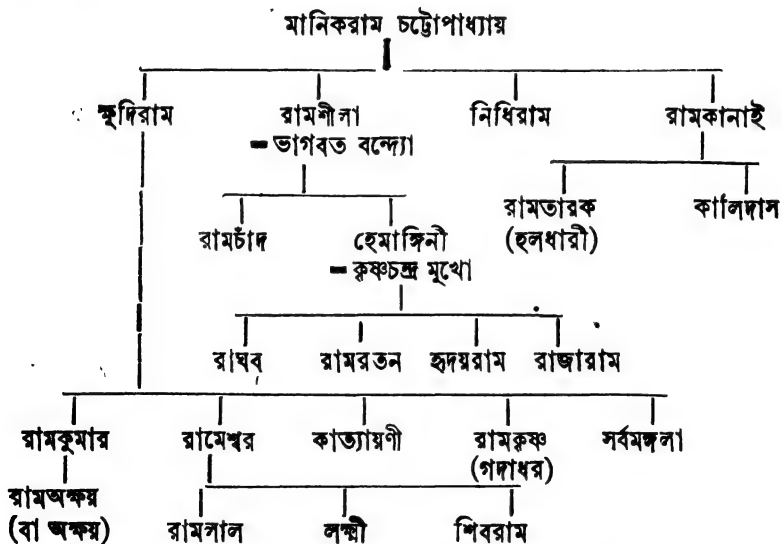 মানিকরাম চট্টোপাধ্যায়
ক্ষুদিরাম রামশীলা নিধিরাম রামকানাই
= ভাগবত বন্দ্যো
রামচাঁদ হেমাঙ্গিনী রামতারক কালিদাস
(হলধারী)
= কৃষ্ণচন্দ্র মুখো
রাঘব রামরতন হৃদয়রাম রাজারাম
রামকুমার রামেশ্বর কাত্যায়ণী রামকৃষ্ণ সর্বমঙ্গলা
(গদাধর)
রামঅক্ষয়
(বা অক্ষয়) রামলাল লক্ষ্মী শিবরাম